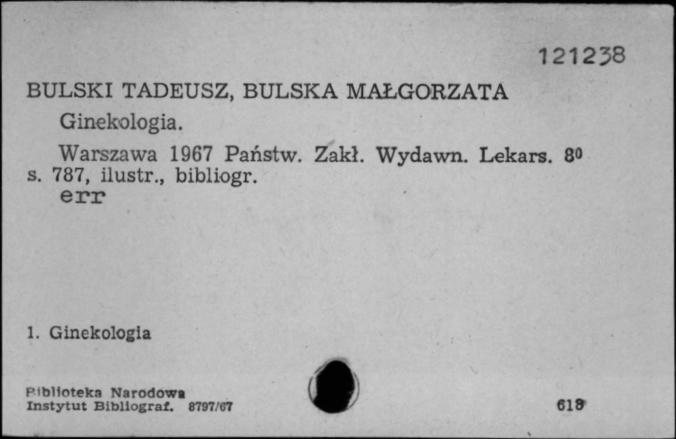 121238
BULSKI TADEUSZ, BULSKA MAŁGORZATA
Ginekologia.
Warszawa 1967 Państw. Zakł. Wydawn. Lekars. 8⁰
s. 787, ilustr., bibliogr.
err
1. Ginekologia
Biblioteka Narodowa
Instytut Bibliograf. 8797/67
618